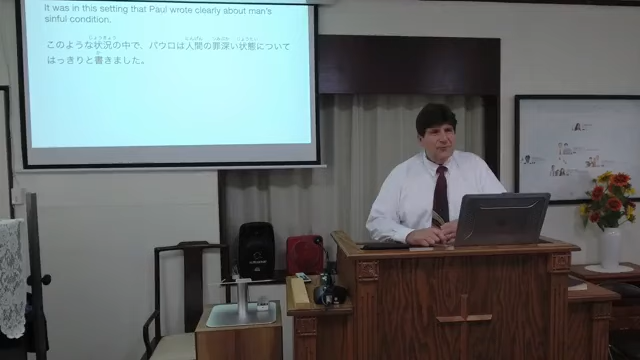 It was in this setting that Paul wrote clearly about man's
sinful condition.
このような状況の中で、パウロは人間の罪深い状態について
はっきりと書きました。